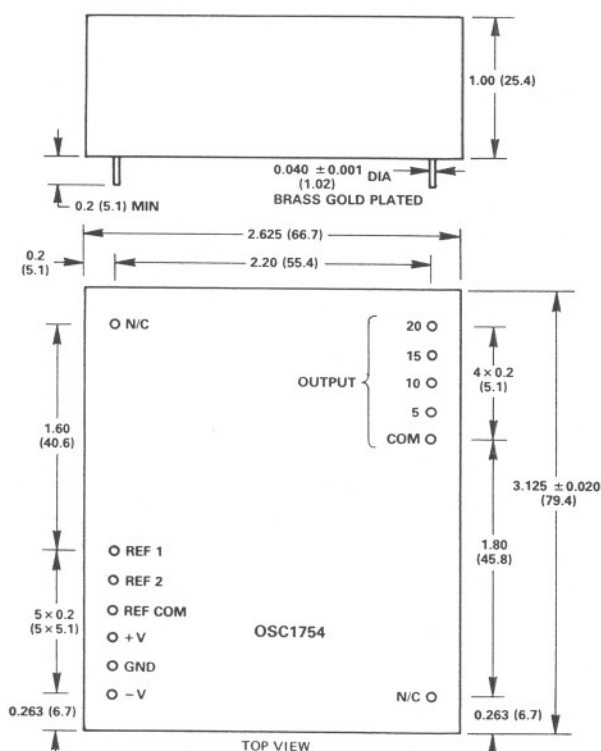 1.00 (25.4)
0.2 (5.1) MIN
0.040 ± 0.001 DIA
(1.02)
BRASS GOLD PLATED
2.625 (66.7)
0.2
(5.1)
2.20 (55.4)
N/C
OUTPUT
20
15
10
5
COM
4 × 0.2
(5.1)
1.60
(40.6)
3.125 ± 0.020
(79.4)
1.80
(45.8)
REF 1
REF 2
REF COM
+V
GND
−V
5 × 0.2
(5 × 5.1)
OSC1754
N/C
0.263 (6.7)
0.263 (6.7)
TOP VIEW